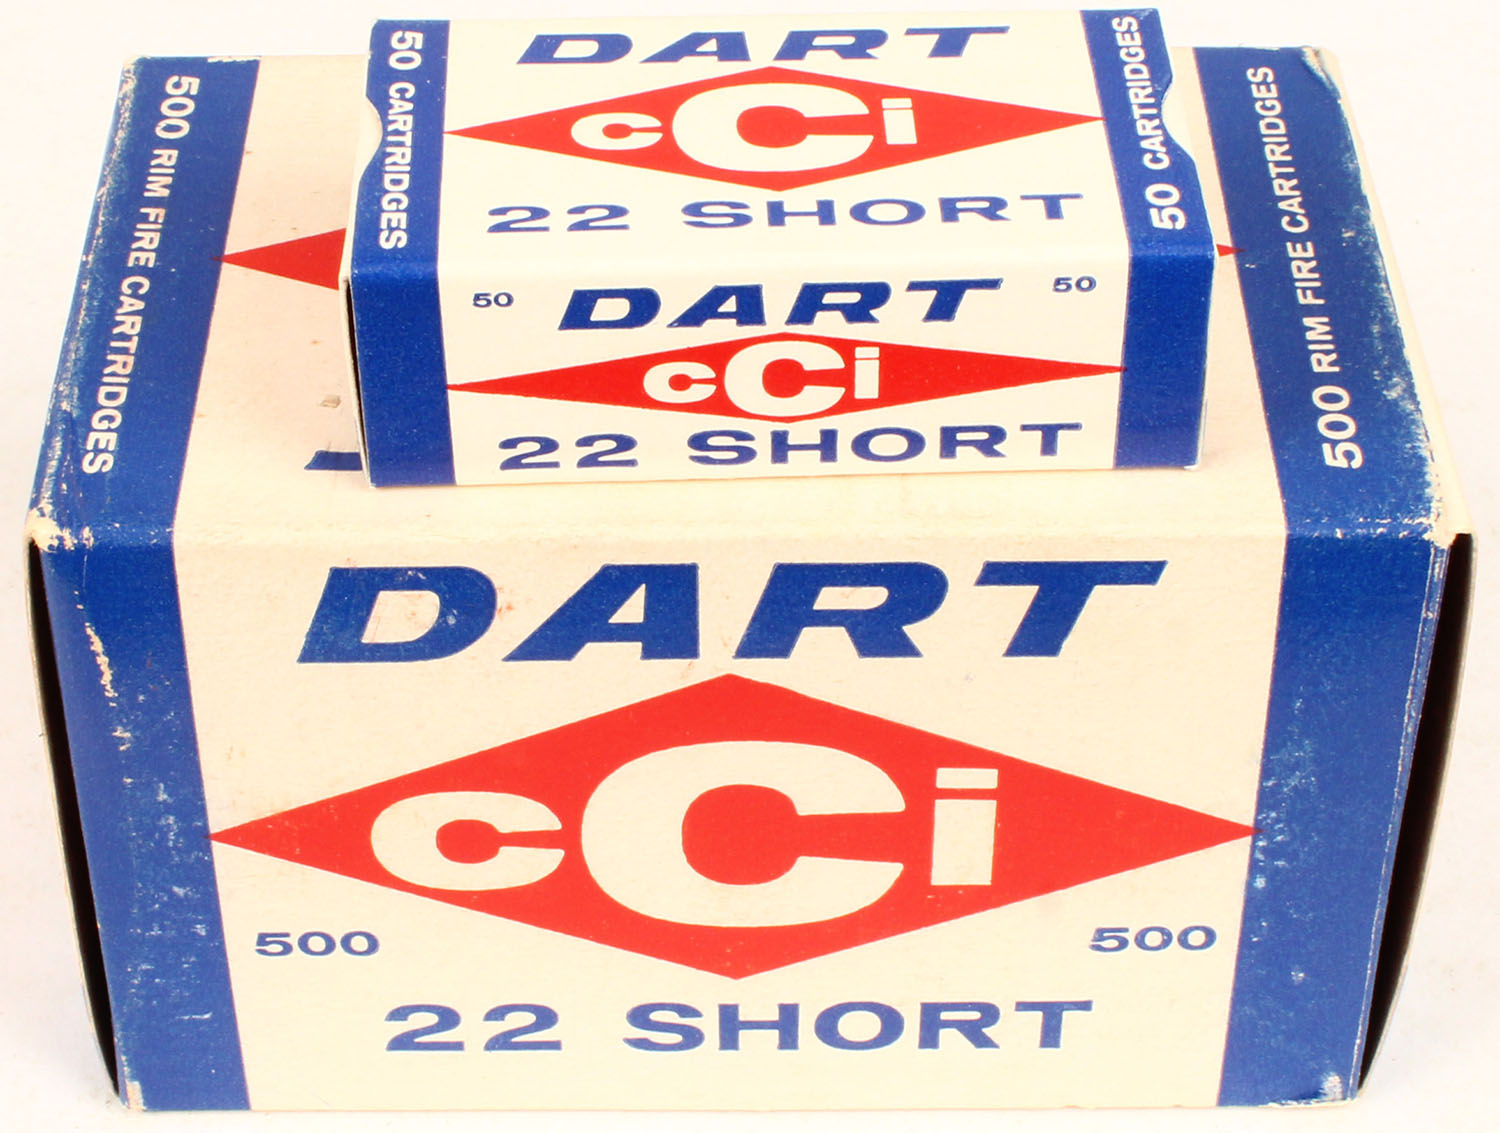 DART
cCi
22 SHORT
50 CARTRIDGES
50 CARTRIDGES
50 DART 50
cCi
22 SHORT
500 RIM FIRE CARTRIDGES
500 RIM FIRE CARTRIDGES
DART
cCi
500 500
22 SHORT